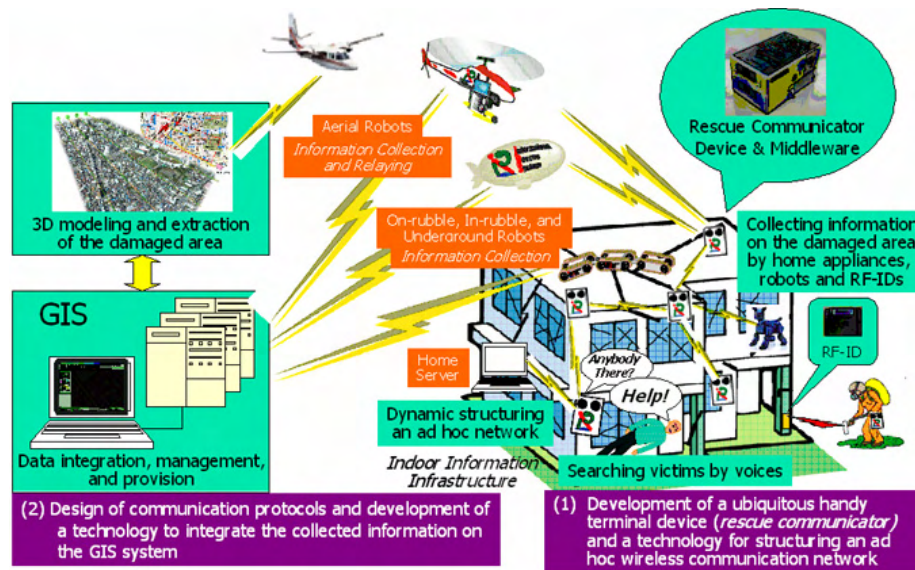 Aerial Robots
Information Collection
and Relaying
Rescue Communicator
Device & Middleware
3D modeling and extraction
of the damaged area
On-rubble, In-rubble, and
Underaround Robots
Information Collection
Collecting information
on the damaged area
by home appliances,
robots and RF-IDs
GIS
RF-ID
Home
Server
Anybody
There?
Help!
Dynamic structuring
an ad hoc network
Data integration, management,
and provision
Indoor Information
Infrastructure
Searching victims by voices
(2) Design of communication protocols and development of
a technology to integrate the collected information on
the GIS system
(1) Development of a ubiquitous handy
terminal device (rescue communicator)
and a technology for structuring an ad
hoc wireless communication network